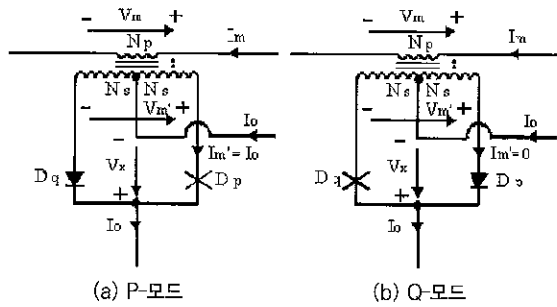 - Vm +
Np
Im
Ns Ns
- Vm' +
Io
-
Im'=Io
Vx
Dq
Dp
+
Io
(a) P-모드
- Vm +
Np
Ns Ns
- Vm' +
Io
-
Im'=0
Vx
Dq
+
Io
(b) Q-모드